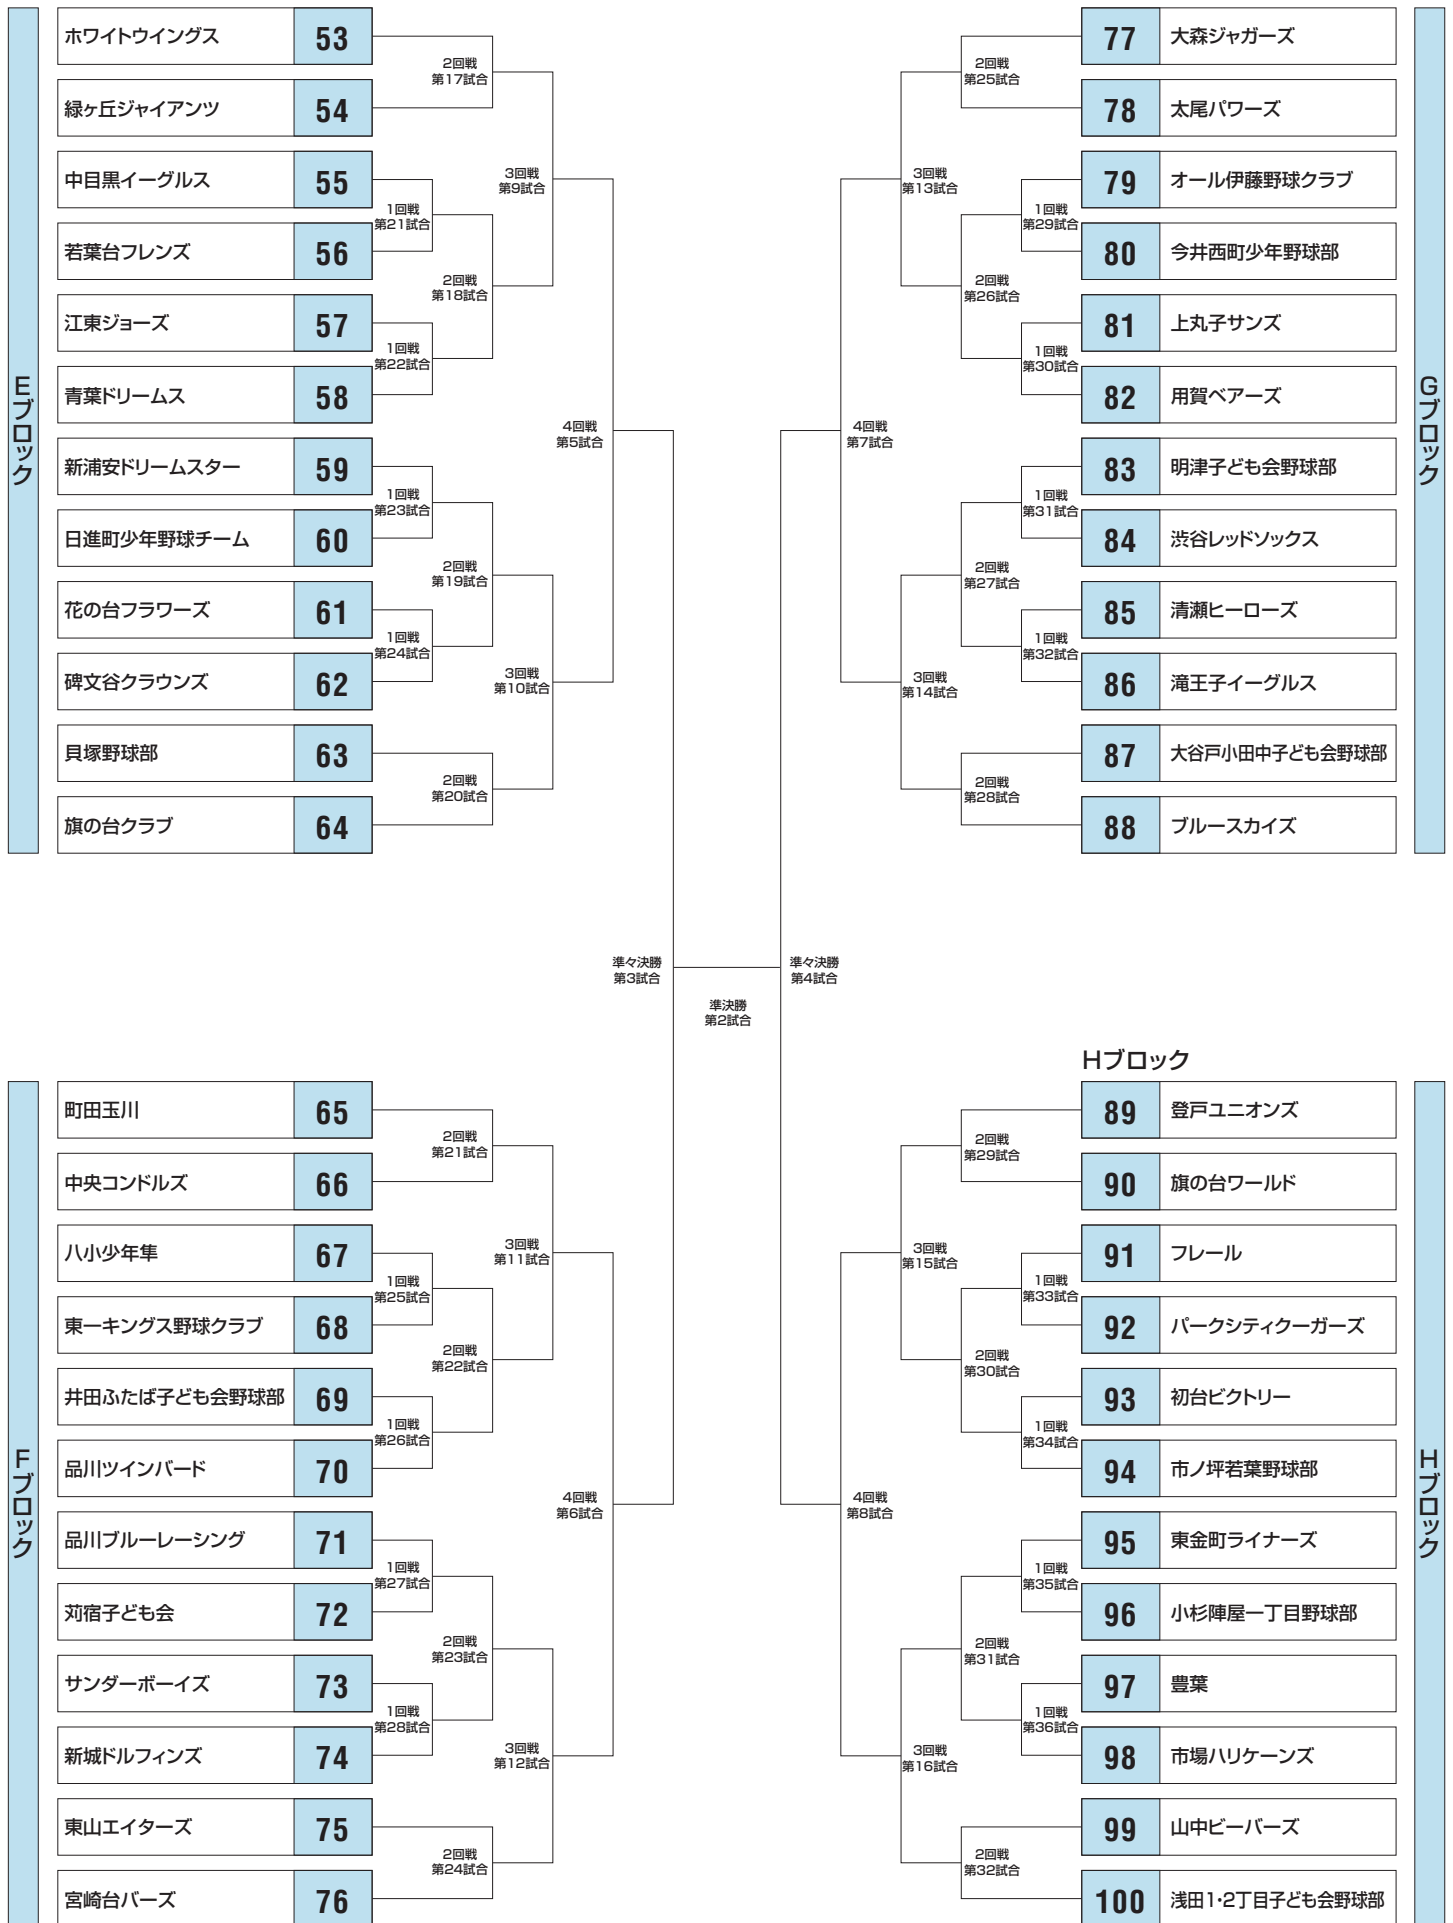 Eブロック
ホワイトウイングス 53
緑ヶ丘ジャイアンツ 54
中目黒イーグルス 55
若葉台フレンズ 56
江東ジョーズ 57
青葉ドリームス 58
新浦安ドリームスター 59
日進町少年野球チーム 60
花の台フラワーズ 61
碑文谷クラウンズ 62
貝塚野球部 63
旗の台クラブ 64
2回戦
第17試合
1回戦
第21試合
2回戦
第18試合
1回戦
第22試合
1回戦
第23試合
2回戦
第19試合
1回戦
第24試合
2回戦
第20試合
3回戦
第9試合
3回戦
第10試合
4回戦
第5試合
Gブロック
77 大森ジャガーズ
78 太尾パワーズ
79 オール伊藤野球クラブ
80 今井西町少年野球部
81 上丸子サンズ
82 用賀ベアーズ
83 明津子ども会野球部
84 渋谷レッドソックス
85 清瀬ヒーローズ
86 滝王子イーグルス
87 大谷戸小田中子ども会野球部
88 ブルースカイズ
2回戦
第25試合
1回戦
第29試合
2回戦
第26試合
1回戦
第30試合
1回戦
第31試合
2回戦
第27試合
1回戦
第32試合
2回戦
第28試合
3回戦
第13試合
3回戦
第14試合
4回戦
第7試合
準々決勝
第3試合
準決勝
第2試合
準々決勝
第4試合
Fブロック
町田玉川 65
中央コンドルズ 66
八小少年隼 67
東一キングス野球クラブ 68
井田ふたば子ども会野球部 69
品川ツインバード 70
品川ブルーレーシング 71
苅宿子ども会 72
サンダーボーイズ 73
新城ドルフィンズ 74
東山エイターズ 75
宮崎台バーズ 76
2回戦
第21試合
1回戦
第25試合
2回戦
第22試合
1回戦
第26試合
1回戦
第27試合
2回戦
第23試合
1回戦
第28試合
2回戦
第24試合
3回戦
第11試合
3回戦
第12試合
4回戦
第6試合
Hブロック
Hブロック
89 登戸ユニオンズ
90 旗の台ワールド
91 フレール
92 パークシティクーガーズ
93 初台ビクトリー
94 市ノ坪若葉野球部
95 東金町ライナーズ
96 小杉陣屋一丁目野球部
97 豊葉
98 市場ハリケーンズ
99 山中ビーバーズ
100 浅田1・2丁目子ども会野球部
2回戦
第29試合
1回戦
第33試合
2回戦
第30試合
1回戦
第34試合
1回戦
第35試合
2回戦
第31試合
1回戦
第36試合
2回戦
第32試合
3回戦
第15試合
3回戦
第16試合
4回戦
第8試合